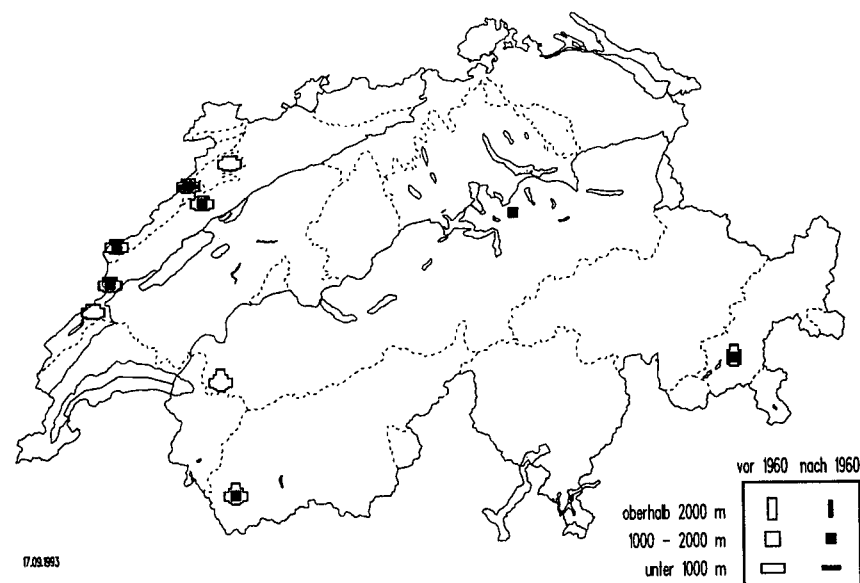 vor 1960 nach 1960
oberhalb 2000 m
1000 - 2000 m
unter 1000 m
17.09.1993